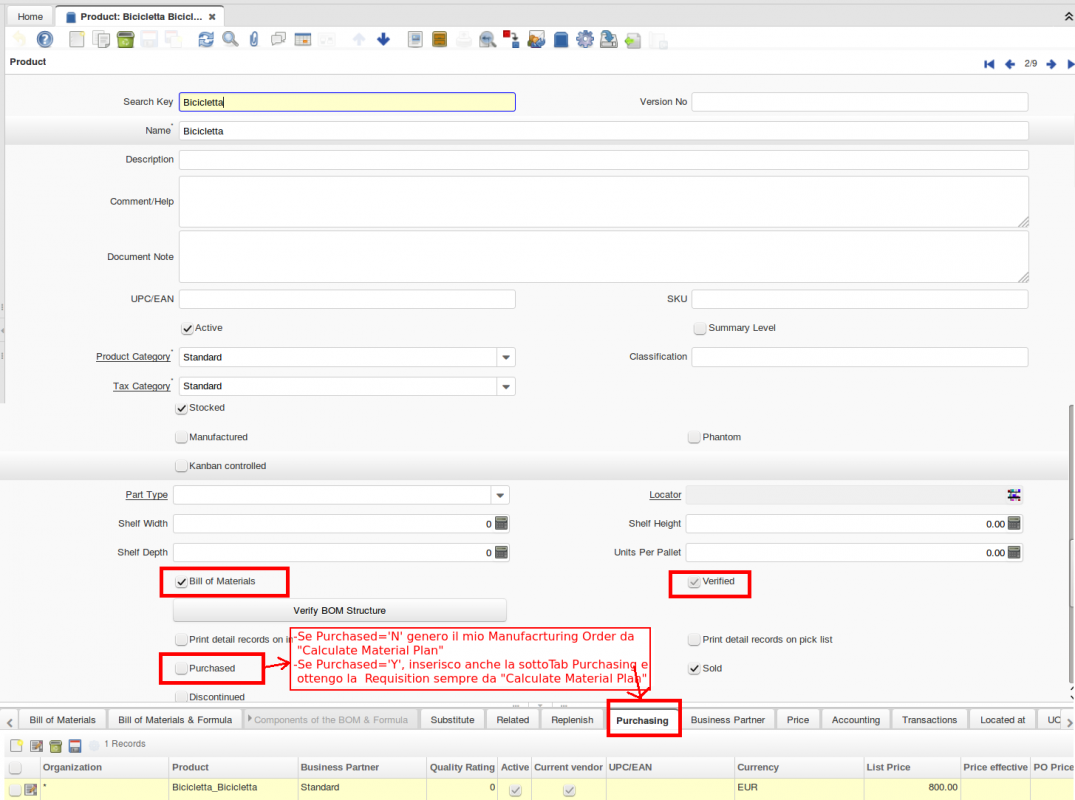 Home
Product: Bicicletta Bicicl...
Product
2/9
Search Key Bicicletta Version No
Name* Bicicletta
Description
Comment/Help
Document Note
UPC/EAN SKU
Active Summary Level
Product Category* Standard Classification
Tax Category* Standard
Stocked
Manufactured Phantom
Kanban controlled
Part Type Locator
Shelf Width 0 Shelf Height 0.00
Shelf Depth 0 Units Per Pallet 0.00
Bill of Materials Verified
Verify BOM Structure
Print detail records on in Print detail records on pick list
-Se Purchased='N' genero il mio Manufacrturing Order da
"Calculate Material Plan"
-Se Purchased='Y', inserisco anche la sottoTab Purchasing e
ottengo la Requisition sempre da "Calculate Material Plan"
Purchased Sold
Discontinued
Bill of Materials Bill of Materials & Formula Components of the BOM & Formula Substitute Related Replenish Purchasing Business Partner Price Accounting Transactions Located at UC
1 Records
Organization Product Business Partner Quality Rating Active Current vendor UPC/EAN Currency List Price Price effective PO Price
* Bicicletta_Bicicletta Standard 0 EUR 800.00